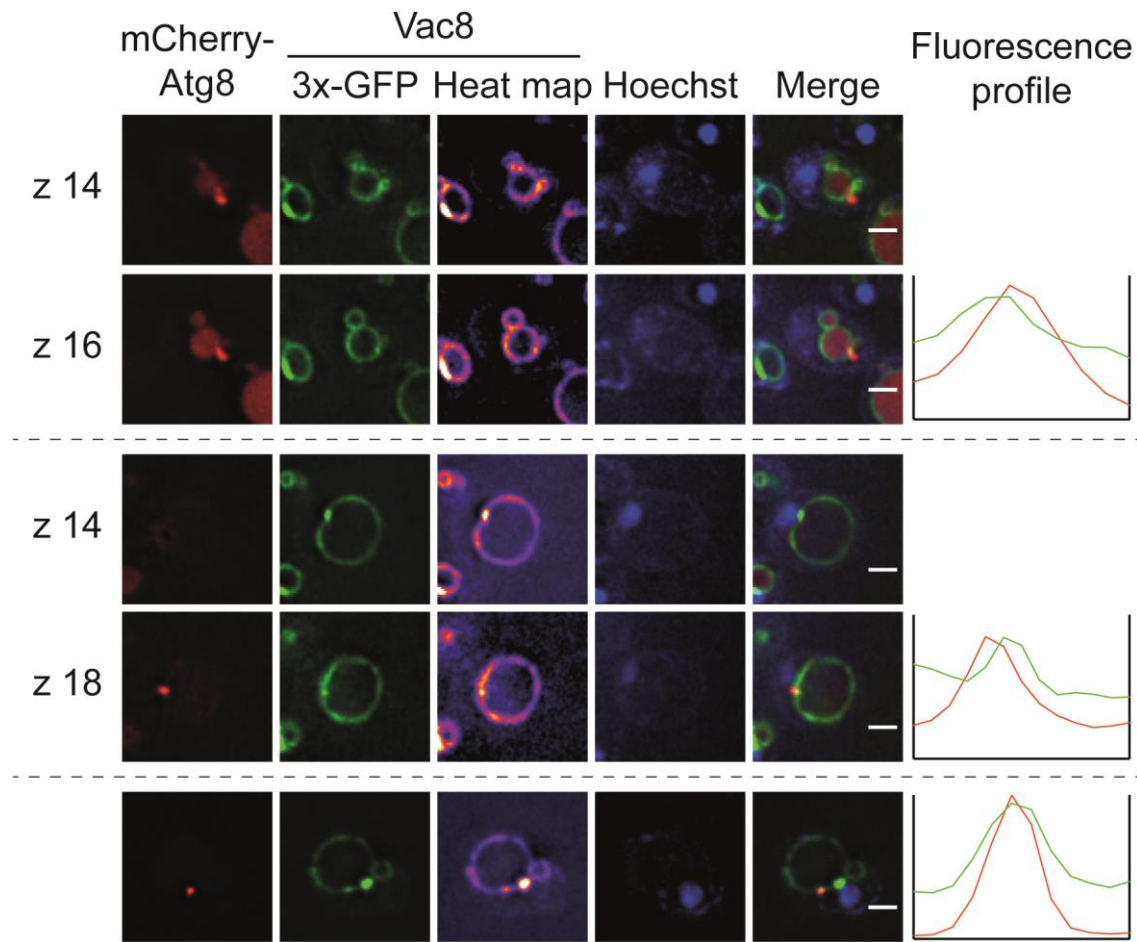 mCherry-
Atg8
Vac8
3x-GFP Heat map
Hoechst
Merge
Fluorescence
profile
z 14
z 16
z 14
z 18